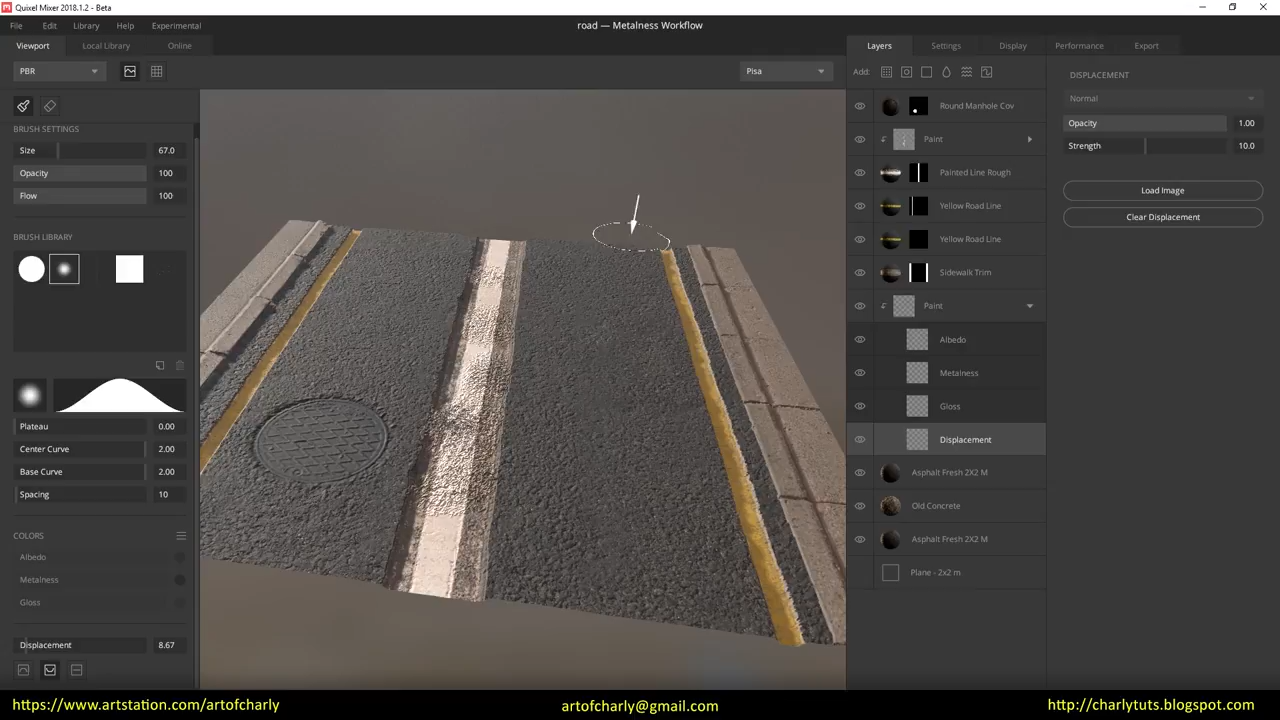 Quixel Mixer 2018.1.2 - Beta
File Edit Library Help Experimental
road — Metalness Workflow
Viewport Local Library Online
PBR
Pisa
BRUSH SETTINGS
Size 67.0
Opacity 100
Flow 100
BRUSH LIBRARY
Plateau 0.00
Center Curve 2.00
Base Curve 2.00
Spacing 10
COLORS
Albedo
Metalness
Gloss
Displacement 8.67
Layers Settings Display Performance Export
Add:
Round Manhole Cov
Paint
Painted Line Rough
Yellow Road Line
Yellow Road Line
Sidewalk Trim
Paint
Albedo
Metalness
Gloss
Displacement
Asphalt Fresh 2X2 M
Old Concrete
Asphalt Fresh 2X2 M
Plane - 2x2 m
DISPLACEMENT
Normal
Opacity 1.00
Strength 10.0
Load Image
Clear Displacement
https://www.artstation.com/artofcharly
artofcharly@gmail.com
http://charlytuts.blogspot.com